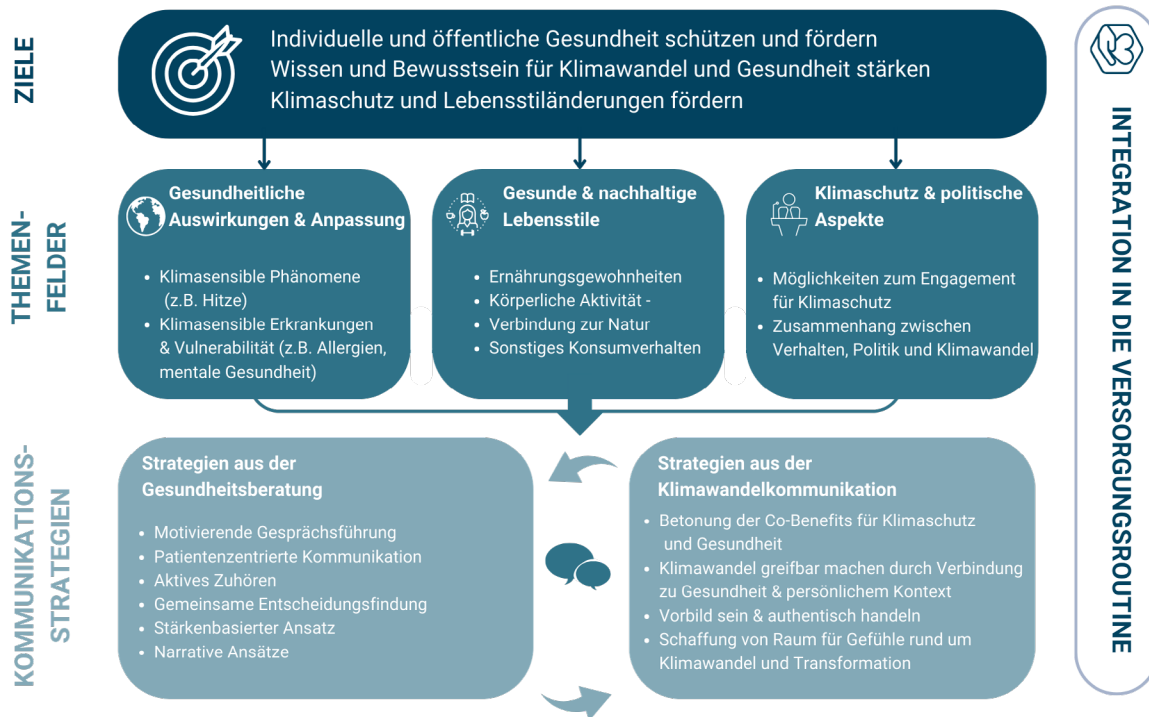 ZIELE
Individuelle und öffentliche Gesundheit schützen und fördern
Wissen und Bewusstsein für Klimawandel und Gesundheit stärken
Klimaschutz und Lebensstiländerungen fördern
THEMEN-
FELDER
Gesundheitliche
Auswirkungen & Anpassung
• Klimasensible Phänomene
(z.B. Hitze)
• Klimasensible Erkrankungen
& Vulnerabilität (z.B. Allergien,
mentale Gesundheit)
Gesunde & nachhaltige
Lebensstile
• Ernährungsgewohnheiten
• Körperliche Aktivität -
• Verbindung zur Natur
• Sonstiges Konsumverhalten
Klimaschutz & politische
Aspekte
• Möglichkeiten zum Engagement
für Klimaschutz
• Zusammenhang zwischen
Verhalten, Politik und Klimawandel
KOMMUNIKATIONS-
STRATEGIEN
Strategien aus der
Gesundheitsberatung
• Motivierende Gesprächsführung
• Patientenzentrierte Kommunikation
• Aktives Zuhören
• Gemeinsame Entscheidungsfindung
• Stärkenbasierter Ansatz
• Narrative Ansätze
Strategien aus der
Klimawandelkommunikation
• Betonung der Co-Benefits für Klimaschutz
und Gesundheit
• Klimawandel greifbar machen durch Verbindung
zu Gesundheit & persönlichem Kontext
• Vorbild sein & authentisch handeln
• Schaffung von Raum für Gefühle rund um
Klimawandel und Transformation
INTEGRATION IN DIE VERSORGUNGSROUTINE